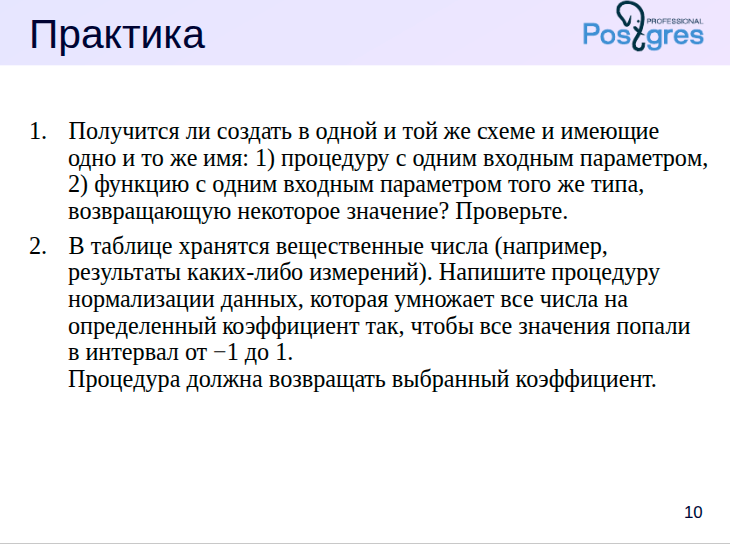 Практика
PROFESSIONAL
Postgres
1. Получится ли создать в одной и той же схеме и имеющие
одно и то же имя: 1) процедуру с одним входным параметром,
2) функцию с одним входным параметром того же типа,
возвращающую некоторое значение? Проверьте.
2. В таблице хранятся вещественные числа (например,
результаты каких-либо измерений). Напишите процедуру
нормализации данных, которая умножает все числа на
определенный коэффициент так, чтобы все значения попали
в интервал от −1 до 1.
Процедура должна возвращать выбранный коэффициент.
10